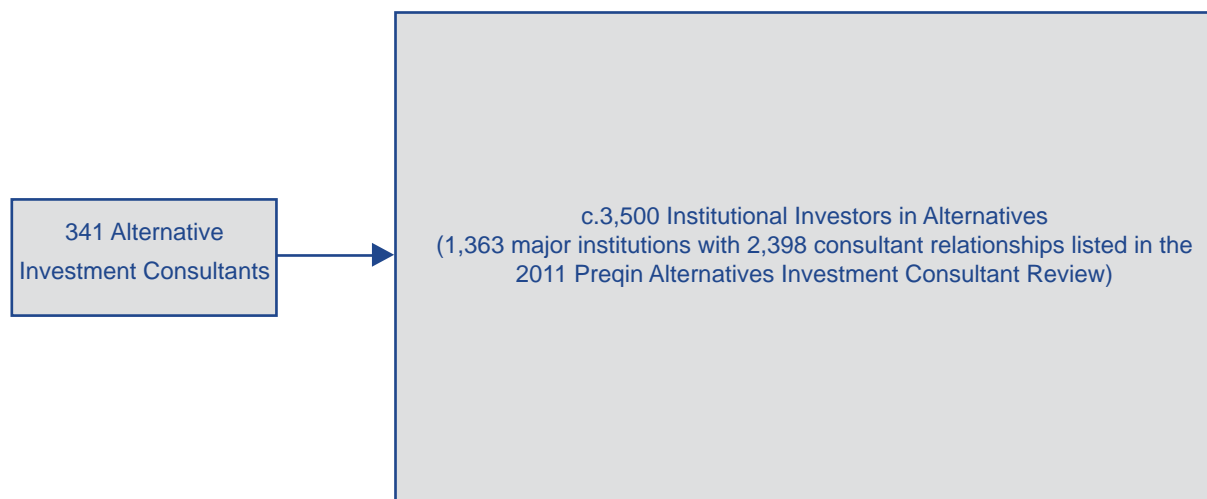 341 Alternative
Investment Consultants
c.3,500 Institutional Investors in Alternatives
(1,363 major institutions with 2,398 consultant relationships listed in the
2011 Preqin Alternatives Investment Consultant Review)